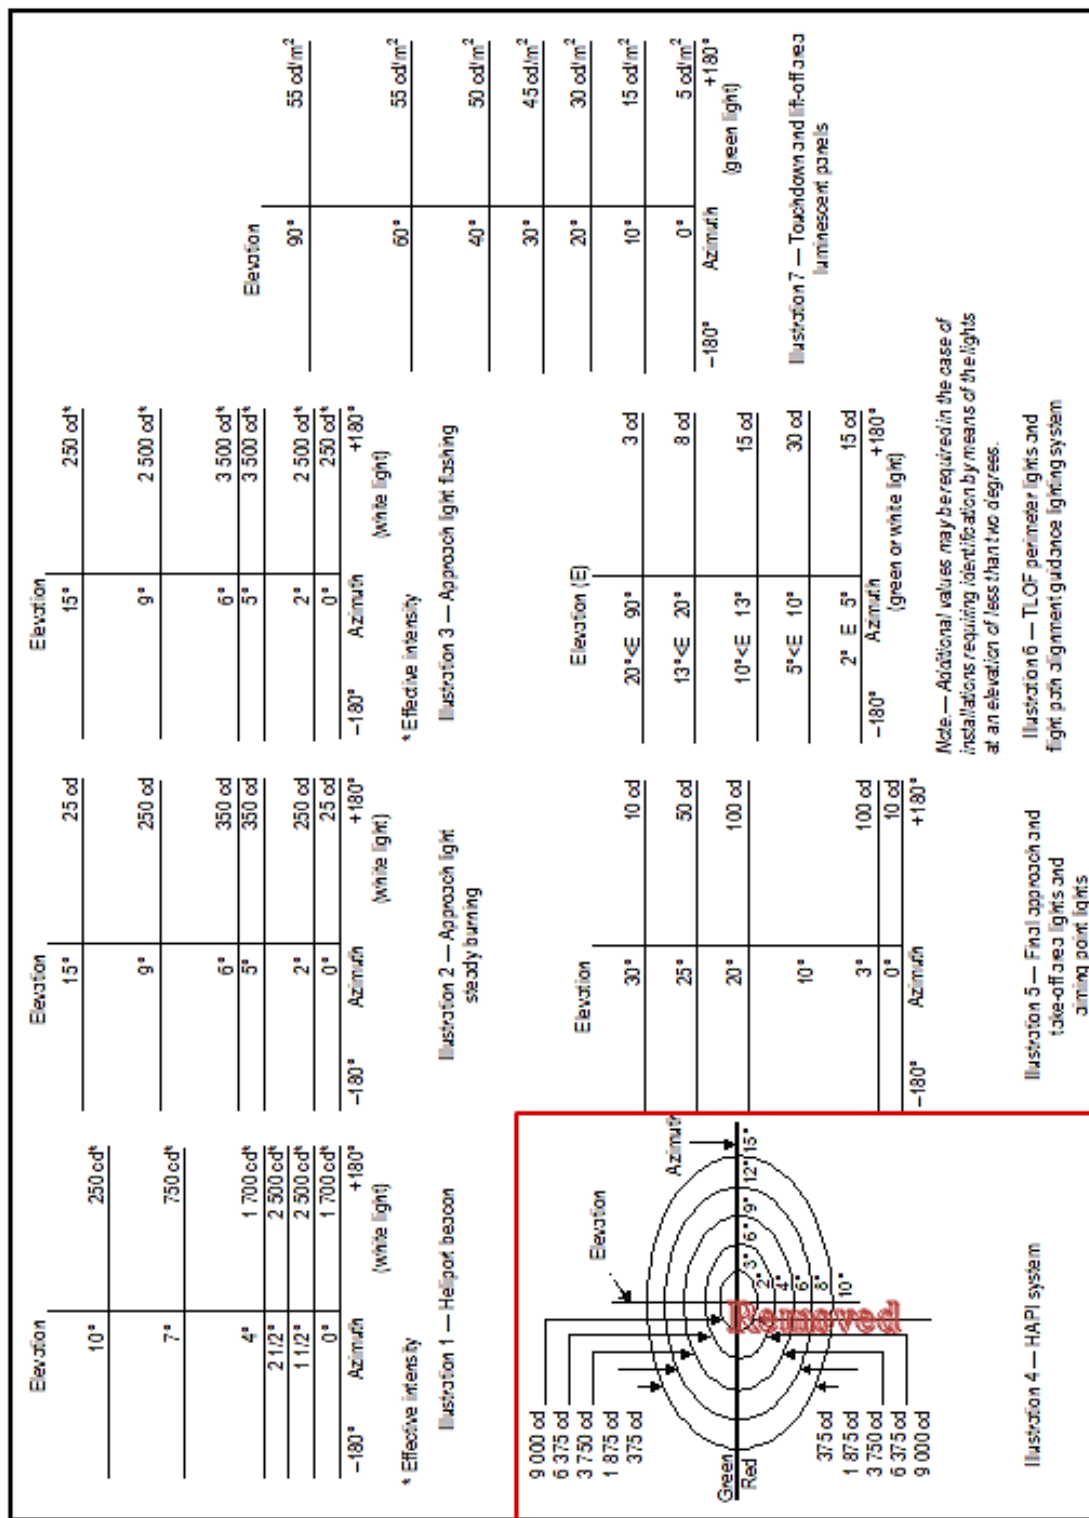 Elevation
10°
250 cd*
7°
750 cd*
4°
1 700 cd*
2 1/2°
2 500 cd*
1 1/2°
2 500 cd*
0°
1 700 cd*
–180°
Azimuth
+180°
(white light)
* Effective intensity
Illustration 1 — Heliport beacon
Elevation
15°
25 cd
9°
250 cd
6°
350 cd
5°
350 cd
2°
250 cd
0°
25 cd
–180°
Azimuth
+180°
(white light)
Illustration 2 — Approach light
steady burning
Elevation
15°
250 cd*
9°
2 500 cd*
6°
3 500 cd*
5°
3 500 cd*
2°
2 500 cd*
0°
250 cd*
–180°
Azimuth
+180°
(white light)
* Effective intensity
Illustration 3 — Approach light flashing
9 000 cd
6 375 cd
3 750 cd
1 875 cd
375 cd
Elevation
Azimuth
Green
Red
3°
6°
9°
12°
15°
2°
4°
6°
8°
10°
Removed
375 cd
1 875 cd
3 750 cd
6 375 cd
9 000 cd
Illustration 4 — HAPI system
Elevation
30°
10 cd
25°
50 cd
20°
100 cd
10°
3°
100 cd
0°
10 cd
–180°
Azimuth
+180°
Illustration 5 — Final approach and
take-off area lights and
aiming point lights
Elevation (E)
20°<E 90°
3 cd
13°<E 20°
8 cd
10°<E 13°
15 cd
5°<E 10°
30 cd
2° E 5°
15 cd
–180°
Azimuth
+180°
(green or white light)
Note.— Additional values may be required in the case of
installations requiring identification by means of the lights
at an elevation of less than two degrees.
Illustration 6 — TLOF perimeter lights and
flight path alignment guidance lighting system
Elevation
90°
55 cd/m²
60°
55 cd/m²
40°
50 cd/m²
30°
45 cd/m²
20°
30 cd/m²
10°
15 cd/m²
0°
5 cd/m²
–180°
Azimuth
+180°
(green light)
Illustration 7 — Touchdown and lift-off area
luminescent panels